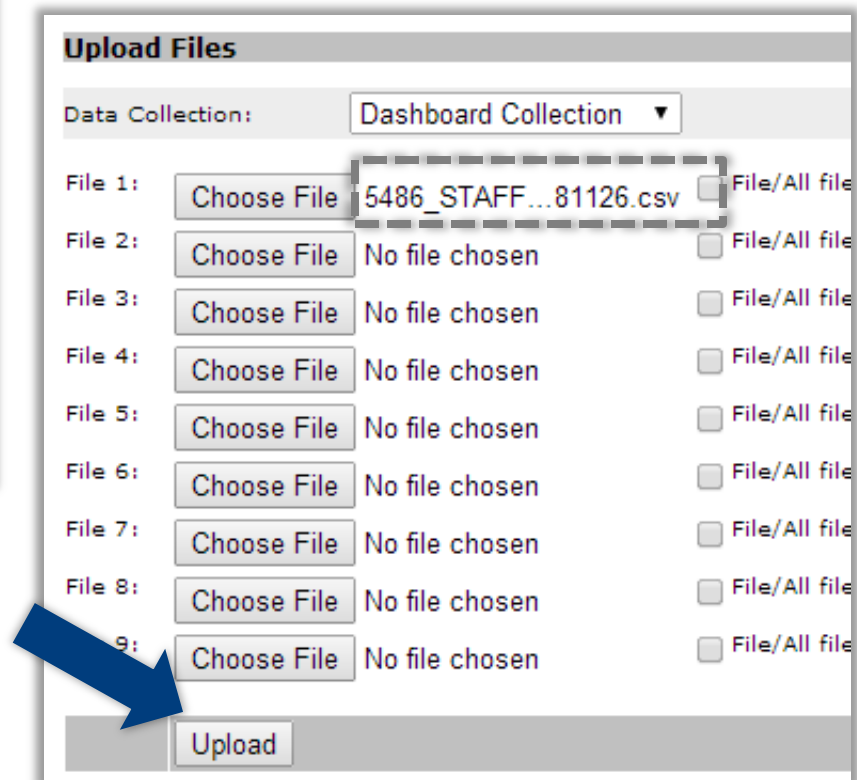 Upload Files
Data Collection: Dashboard Collection
File 1: Choose File 5486_STAFF...81126.csv File/All file
File 2: Choose File No file chosen File/All file
File 3: Choose File No file chosen File/All file
File 4: Choose File No file chosen File/All file
File 5: Choose File No file chosen File/All file
File 6: Choose File No file chosen File/All file
File 7: Choose File No file chosen File/All file
File 8: Choose File No file chosen File/All file
9: Choose File No file chosen File/All file
Upload